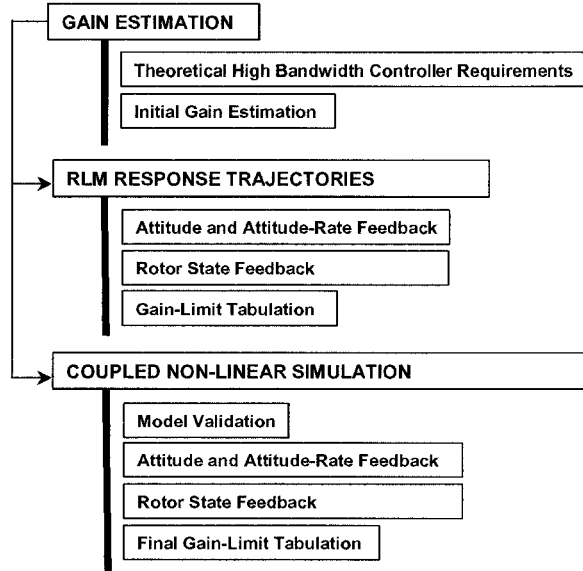 GAIN ESTIMATION
Theoretical High Bandwidth Controller Requirements
Initial Gain Estimation
RLM RESPONSE TRAJECTORIES
Attitude and Attitude-Rate Feedback
Rotor State Feedback
Gain-Limit Tabulation
COUPLED NON-LINEAR SIMULATION
Model Validation
Attitude and Attitude-Rate Feedback
Rotor State Feedback
Final Gain-Limit Tabulation